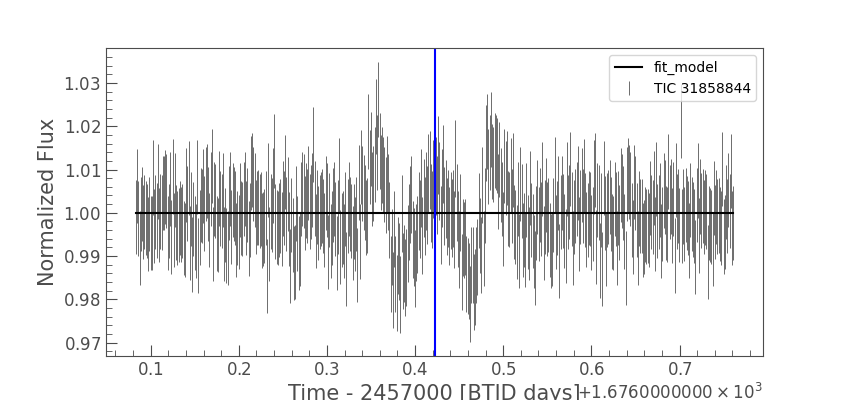 1.03
1.02
1.01
1.00
0.99
0.98
0.97
Normalized Flux
fit_model
TIC 31858844
0.1 0.2 0.3 0.4 0.5 0.6 0.7
Time - 2457000 [BTJD days]
+1.6760000000 × 10³